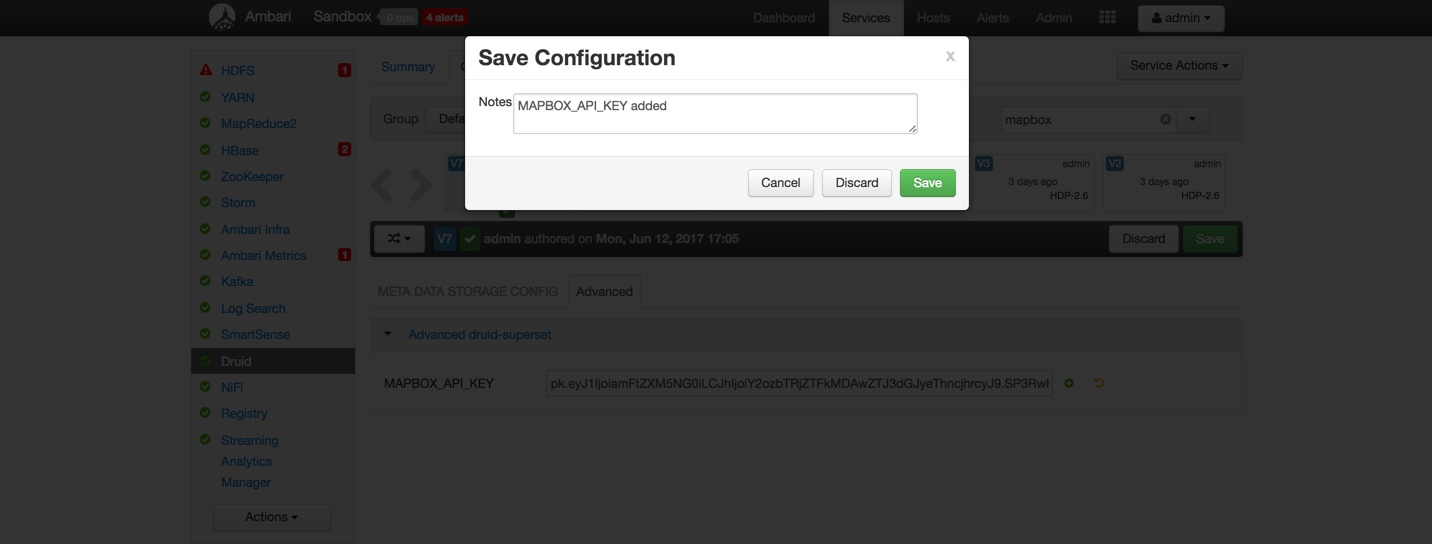 Ambari Sandbox 0 ops 4 alerts Dashboard Services Hosts Alerts Admin admin
Save Configuration x
Notes MAPBOX_API_KEY added
Cancel Discard Save
HDFS 1
YARN
MapReduce2
HBase 2
ZooKeeper
Storm
Ambari Infra
Ambari Metrics 1
Kafka
Log Search
SmartSense
Druid
NiFi
Registry
Streaming
Analytics
Manager
Actions
Summary Service Actions
Group mapbox
V7 V3 admin V2 admin
3 days ago 3 days ago
HDP-2.6 HDP-2.6
V7 admin authored on Mon, Jun 12, 2017 17:05 Discard Save
META DATA STORAGE CONFIG Advanced
Advanced druid-superset
MAPBOX_API_KEY